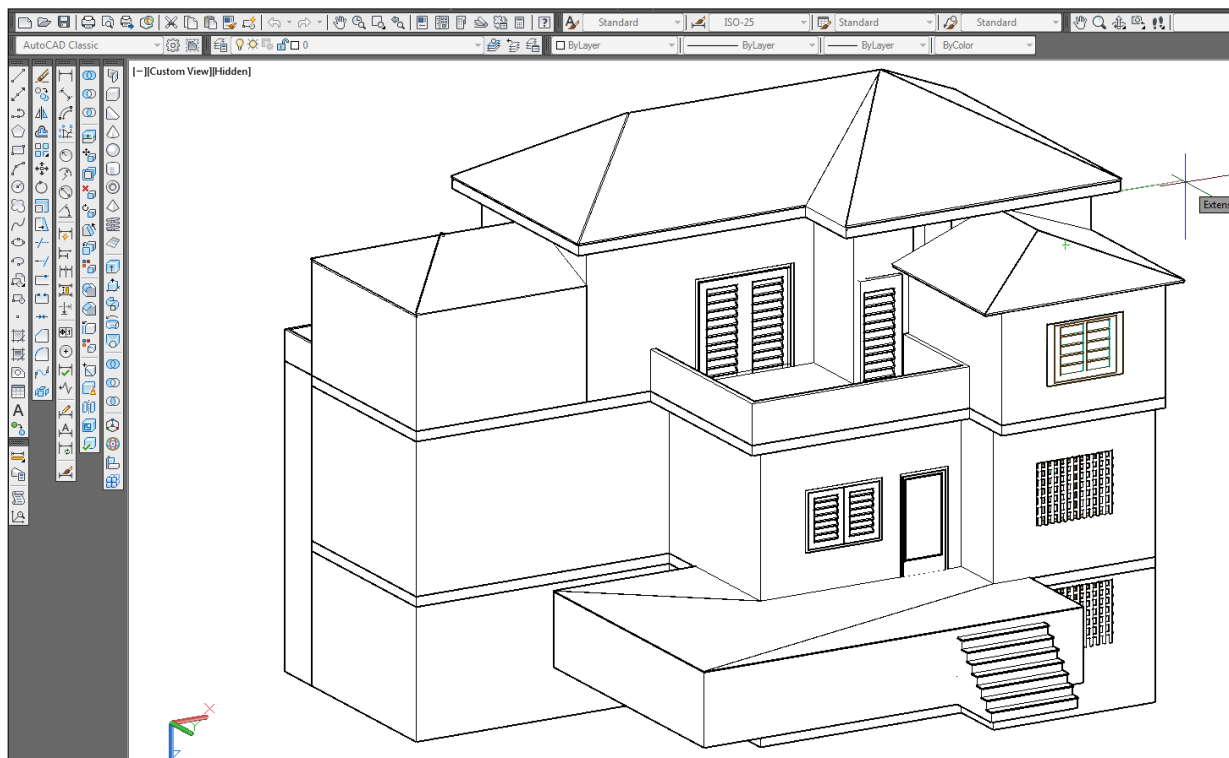 Standard ISO-25 Standard Standard
AutoCAD Classic 0 ByLayer ByLayer ByLayer ByColor
[−][Custom View][Hidden]
Extens